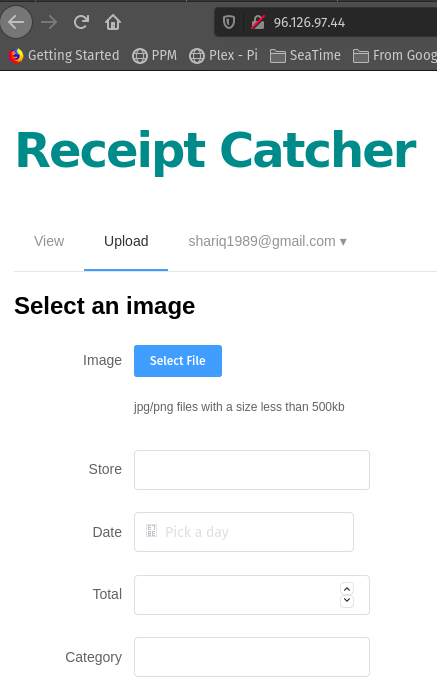 96.126.97.44
Getting Started PPM Plex - Pi SeaTime From Goog
Receipt Catcher
View Upload shariq1989@gmail.com ▾
Select an image
Image Select File
jpg/png files with a size less than 500kb
Store
Date Pick a day
Total
Category